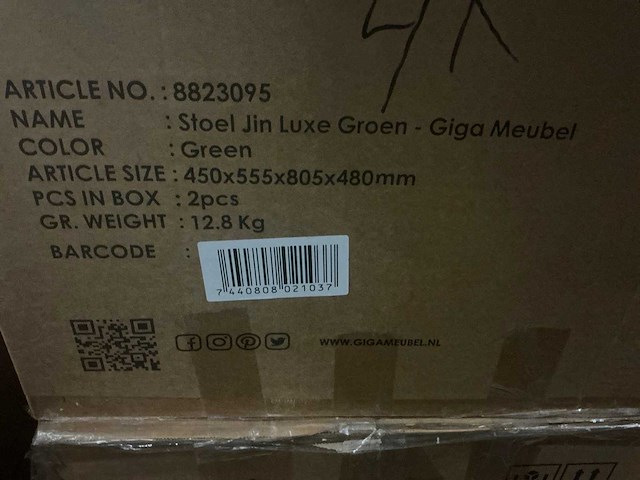 4x
ARTICLE NO. : 8823095
NAME : Stoel Jin Luxe Groen - Giga Meubel
COLOR : Green
ARTICLE SIZE : 450x555x805x480mm
PCS IN BOX : 2pcs
GR. WEIGHT : 12.8 Kg
BARCODE :
7 440808 021037
WWW.GIGAMEUBEL.NL